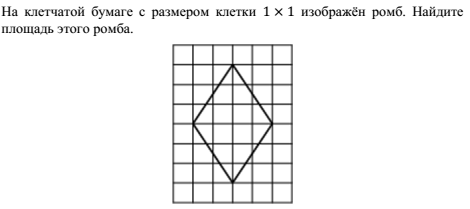 На клетчатой бумаге с размером клетки 1 × 1 изображён ромб. Найдите
площадь этого ромба.